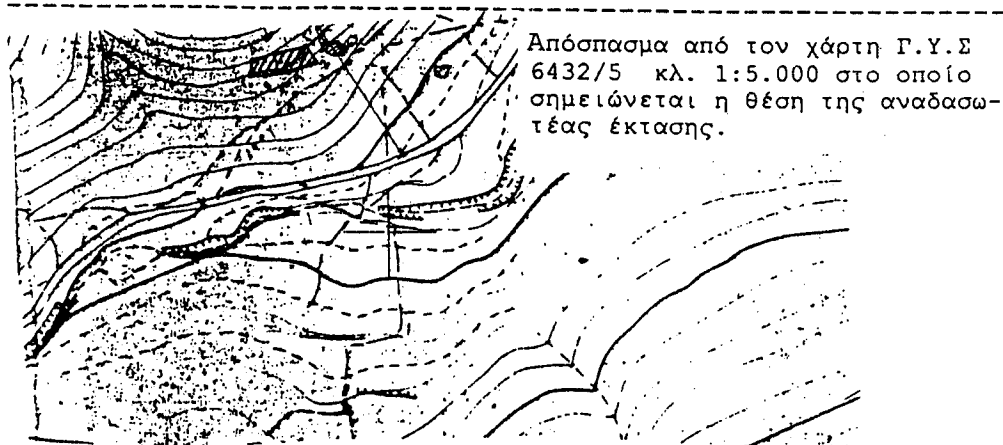 Απόσπασμα από τον χάρτη Γ.Υ.Σ
6432/5 κλ. 1:5.000 στο οποίο
σημειώνεται η θέση της αναδασω-
τέας έκτασης.